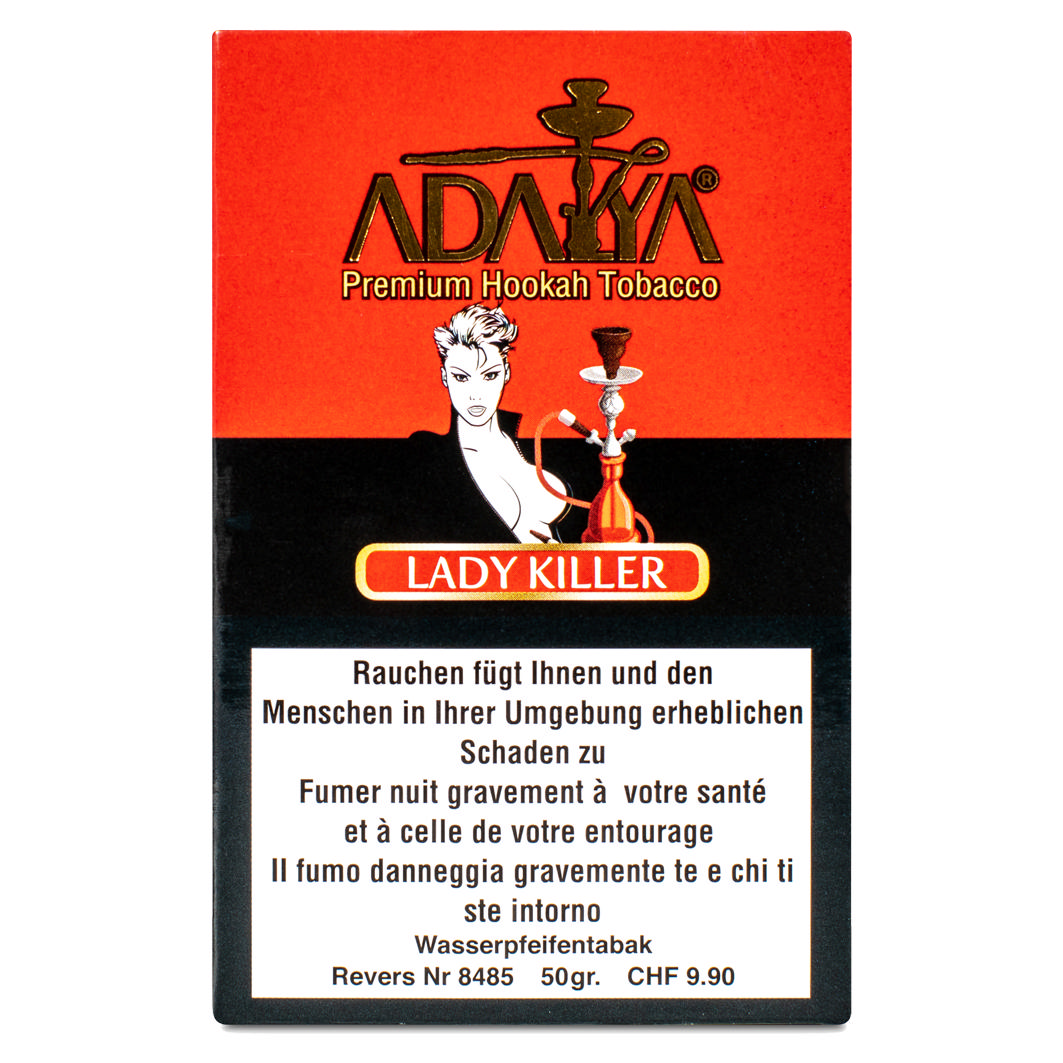 ADALYA®
Premium Hookah Tobacco
LADY KILLER
Rauchen fügt Ihnen und den
Menschen in Ihrer Umgebung erheblichen
Schaden zu
Fumer nuit gravement à votre santé
et à celle de votre entourage
Il fumo danneggia gravemente te e chi ti
ste intorno
Wasserpfeifentabak
Revers Nr 8485 50gr. CHF 9.90